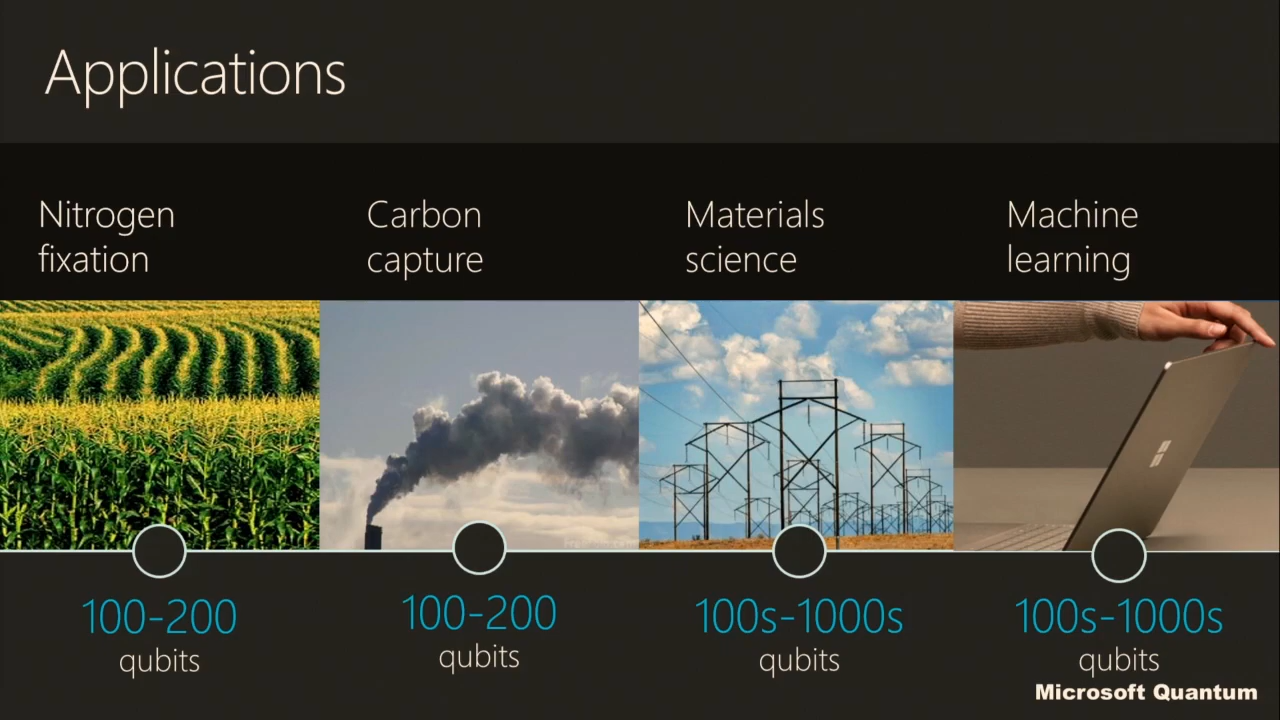 Applications
Nitrogen
fixation
Carbon
capture
Materials
science
Machine
learning
100-200
qubits
100-200
qubits
100s-1000s
qubits
100s-1000s
qubits
Microsoft Quantum